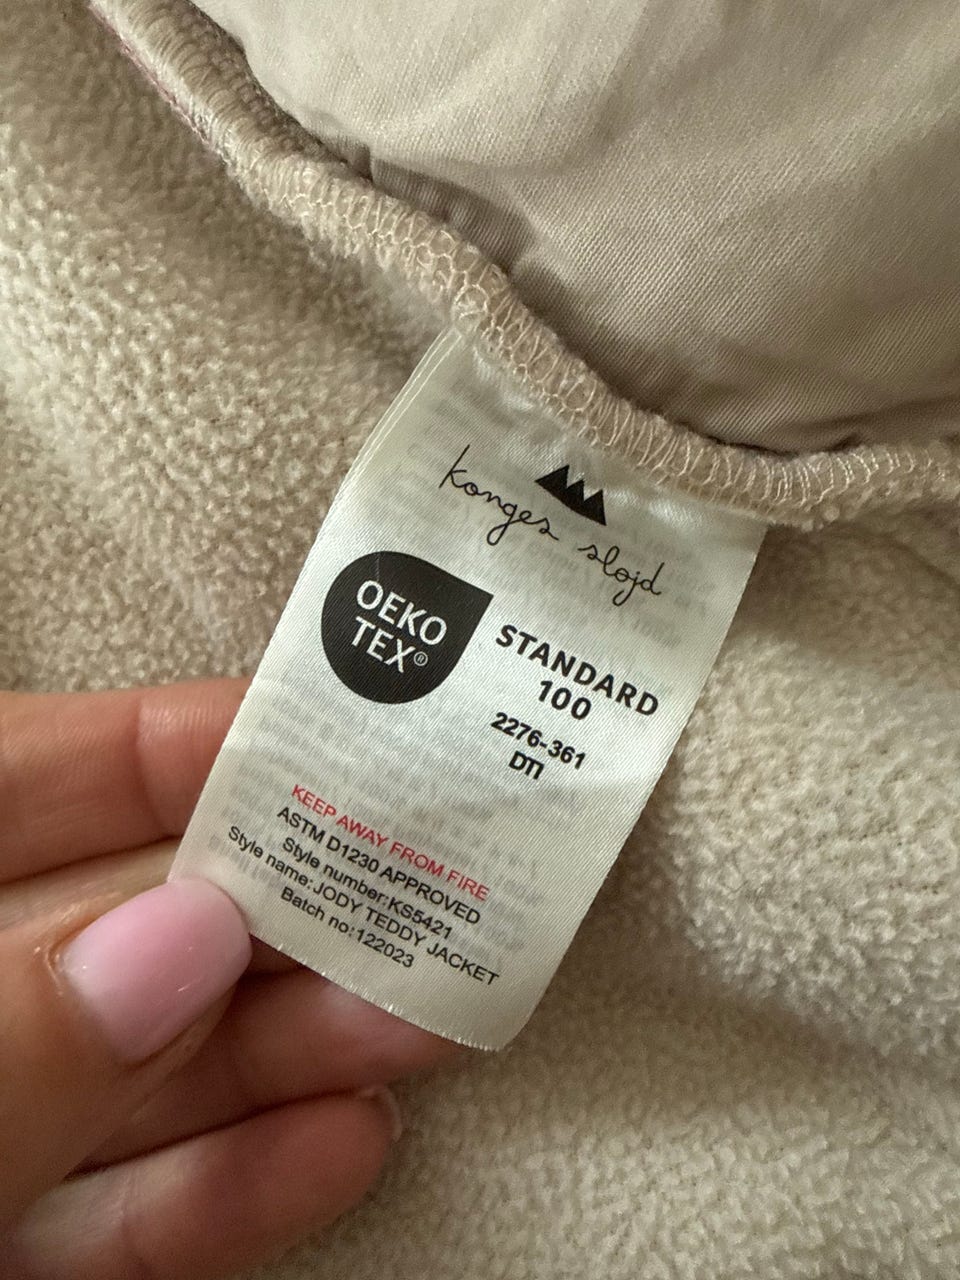 konges sløjd
OEKO
TEX®
STANDARD
100
2276-361
DTI
KEEP AWAY FROM FIRE
ASTM D1230 APPROVED
Style number:KS5421
Style name:JODY TEDDY JACKET
Batch no:122023